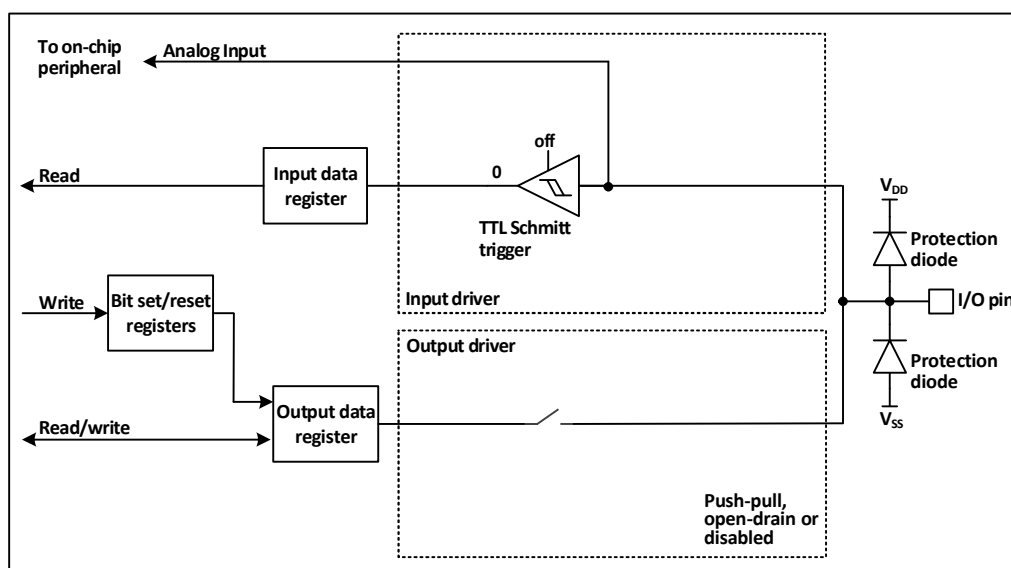 To on-chip
peripheral
Analog Input
off
Read
Input data
register
0
TTL Schmitt
trigger
VDD
Protection
diode
Write
Bit set/reset
registers
Input driver
I/O pin
Output driver
Protection
diode
Read/write
Output data
register
VSS
Push-pull,
open-drain or
disabled